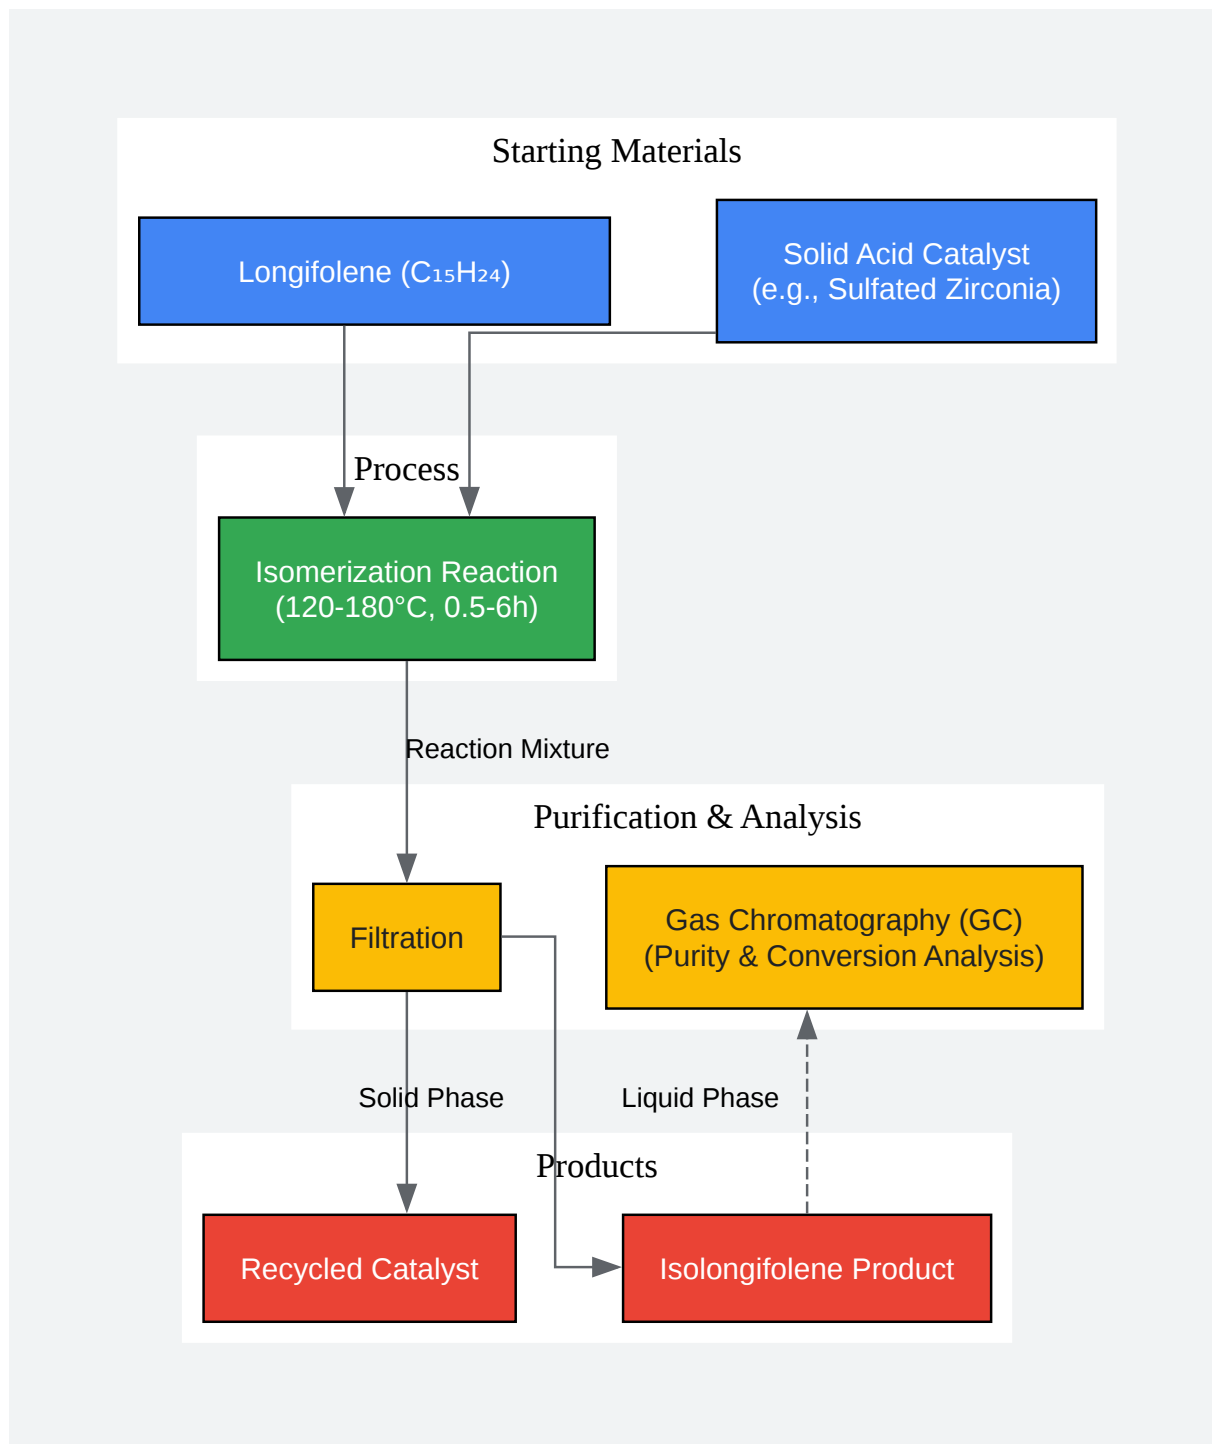 Starting Materials
Longifolene (C₁₅H₂₄)
Solid Acid Catalyst
(e.g., Sulfated Zirconia)
Process
Isomerization Reaction
(120-180°C, 0.5-6h)
Reaction Mixture
Purification & Analysis
Filtration
Gas Chromatography (GC)
(Purity & Conversion Analysis)
Solid Phase
Liquid Phase
Products
Recycled Catalyst
Isolongifolene Product